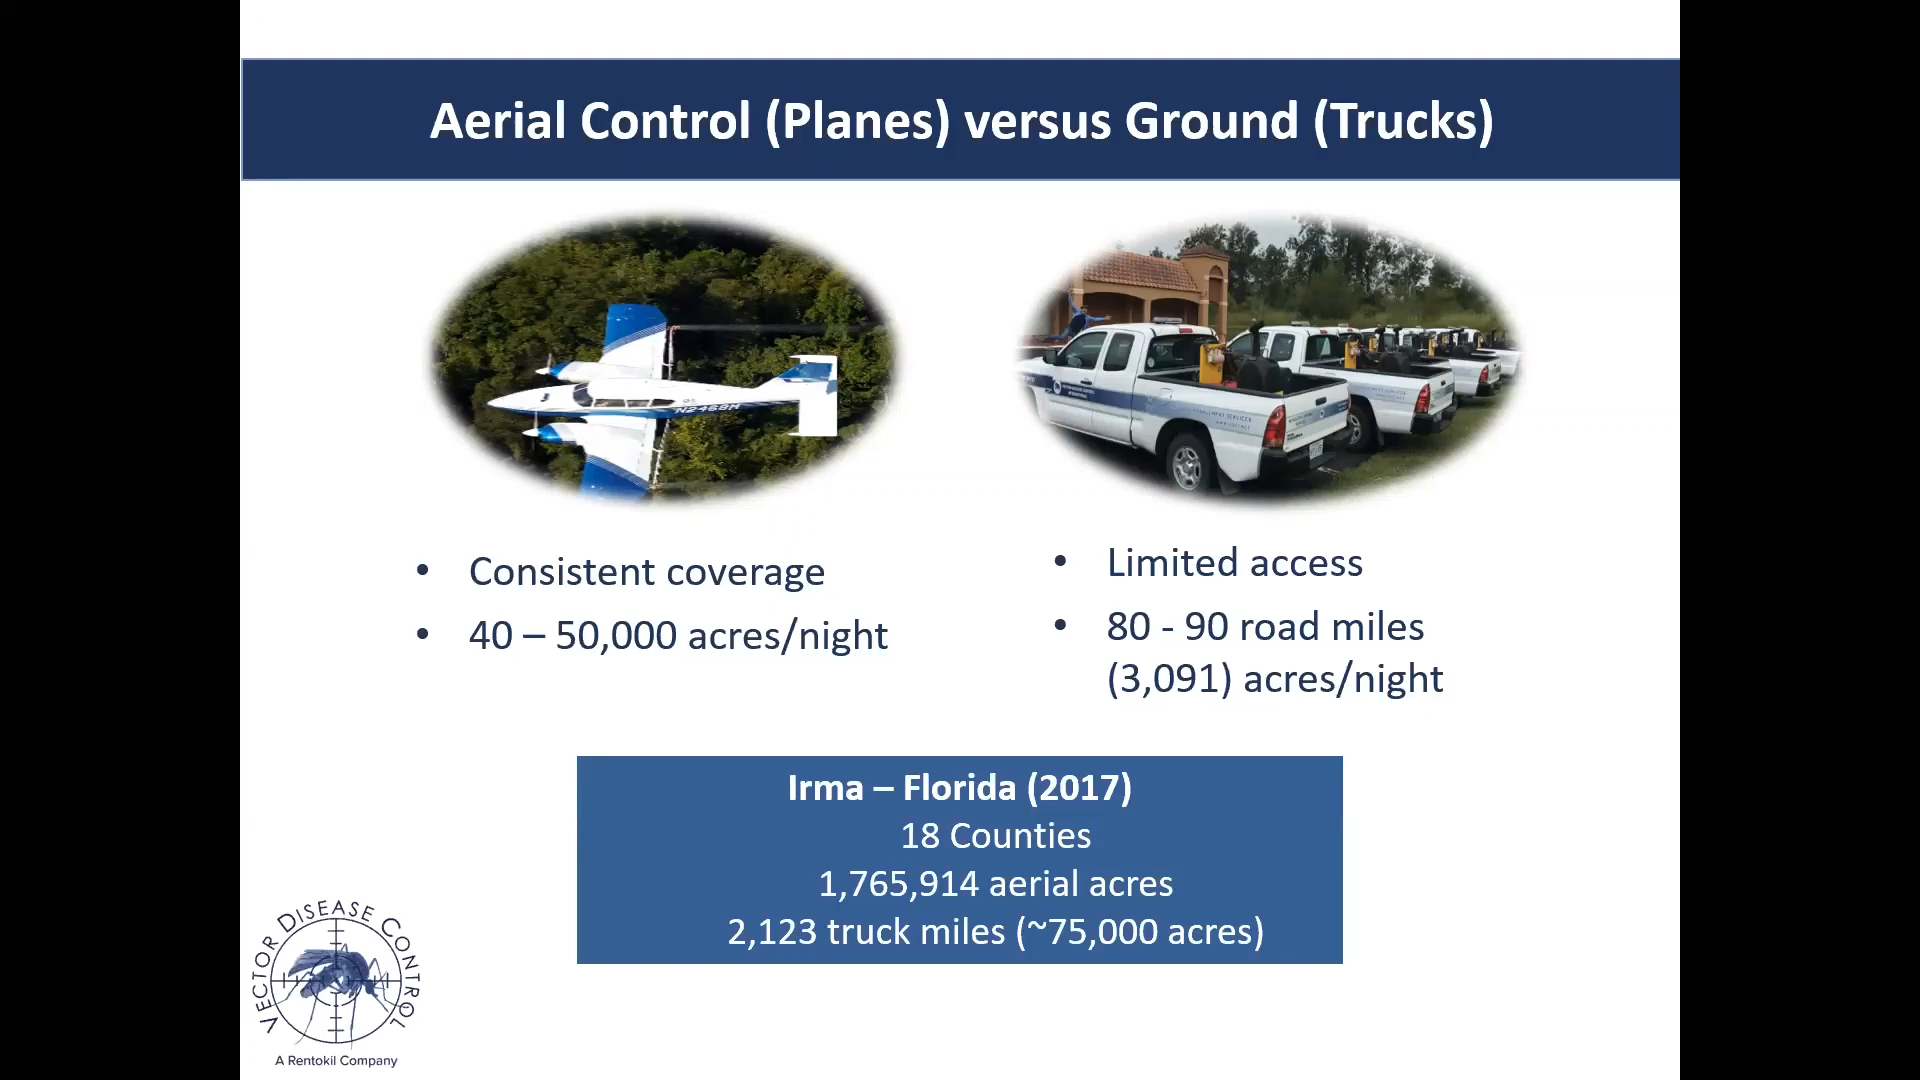 Aerial Control (Planes) versus Ground (Trucks)
N2468H
• Consistent coverage
• 40 – 50,000 acres/night
• Limited access
• 80 - 90 road miles
(3,091) acres/night
Irma – Florida (2017)
18 Counties
1,765,914 aerial acres
2,123 truck miles (~75,000 acres)
VECTOR DISEASE CONTROL
A Rentokil Company